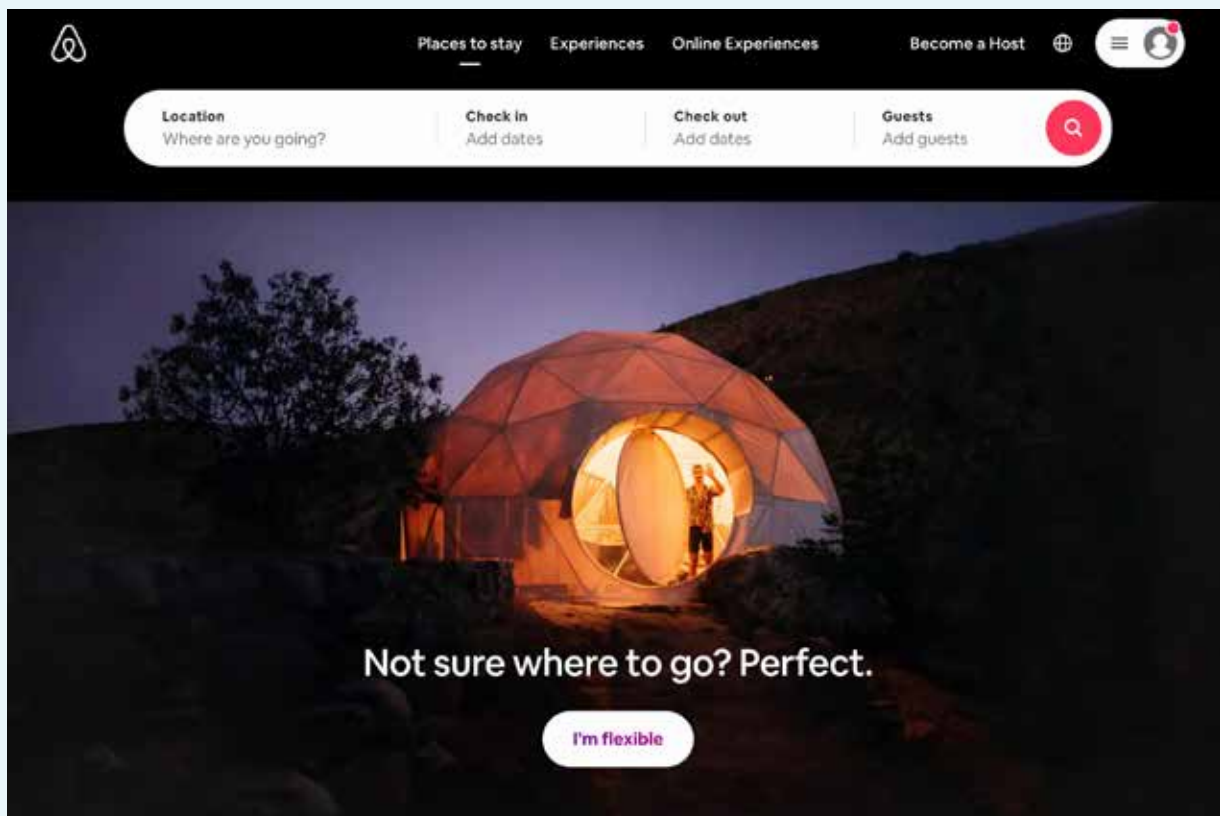 Places to stay Experiences Online Experiences Become a Host
Location Check in Check out Guests
Where are you going? Add dates Add dates Add guests
Not sure where to go? Perfect.
I'm flexible